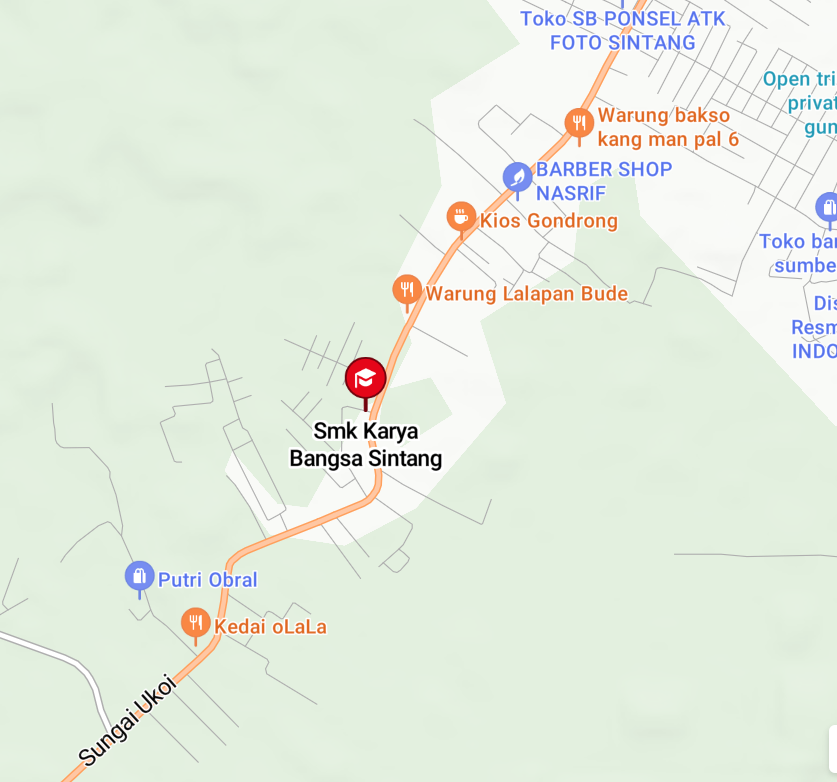 Toko SB PONSEL ATK
FOTO SINTANG
Open tri
privat
gun
Warung bakso
kang man pal 6
BARBER SHOP
NASRIF
Kios Gondrong
Toko bar
sumbe
Warung Lalapan Bude
Dis
Resm
INDO
Smk Karya
Bangsa Sintang
Putri Obral
Kedai oLaLa
Sungai Ukoi